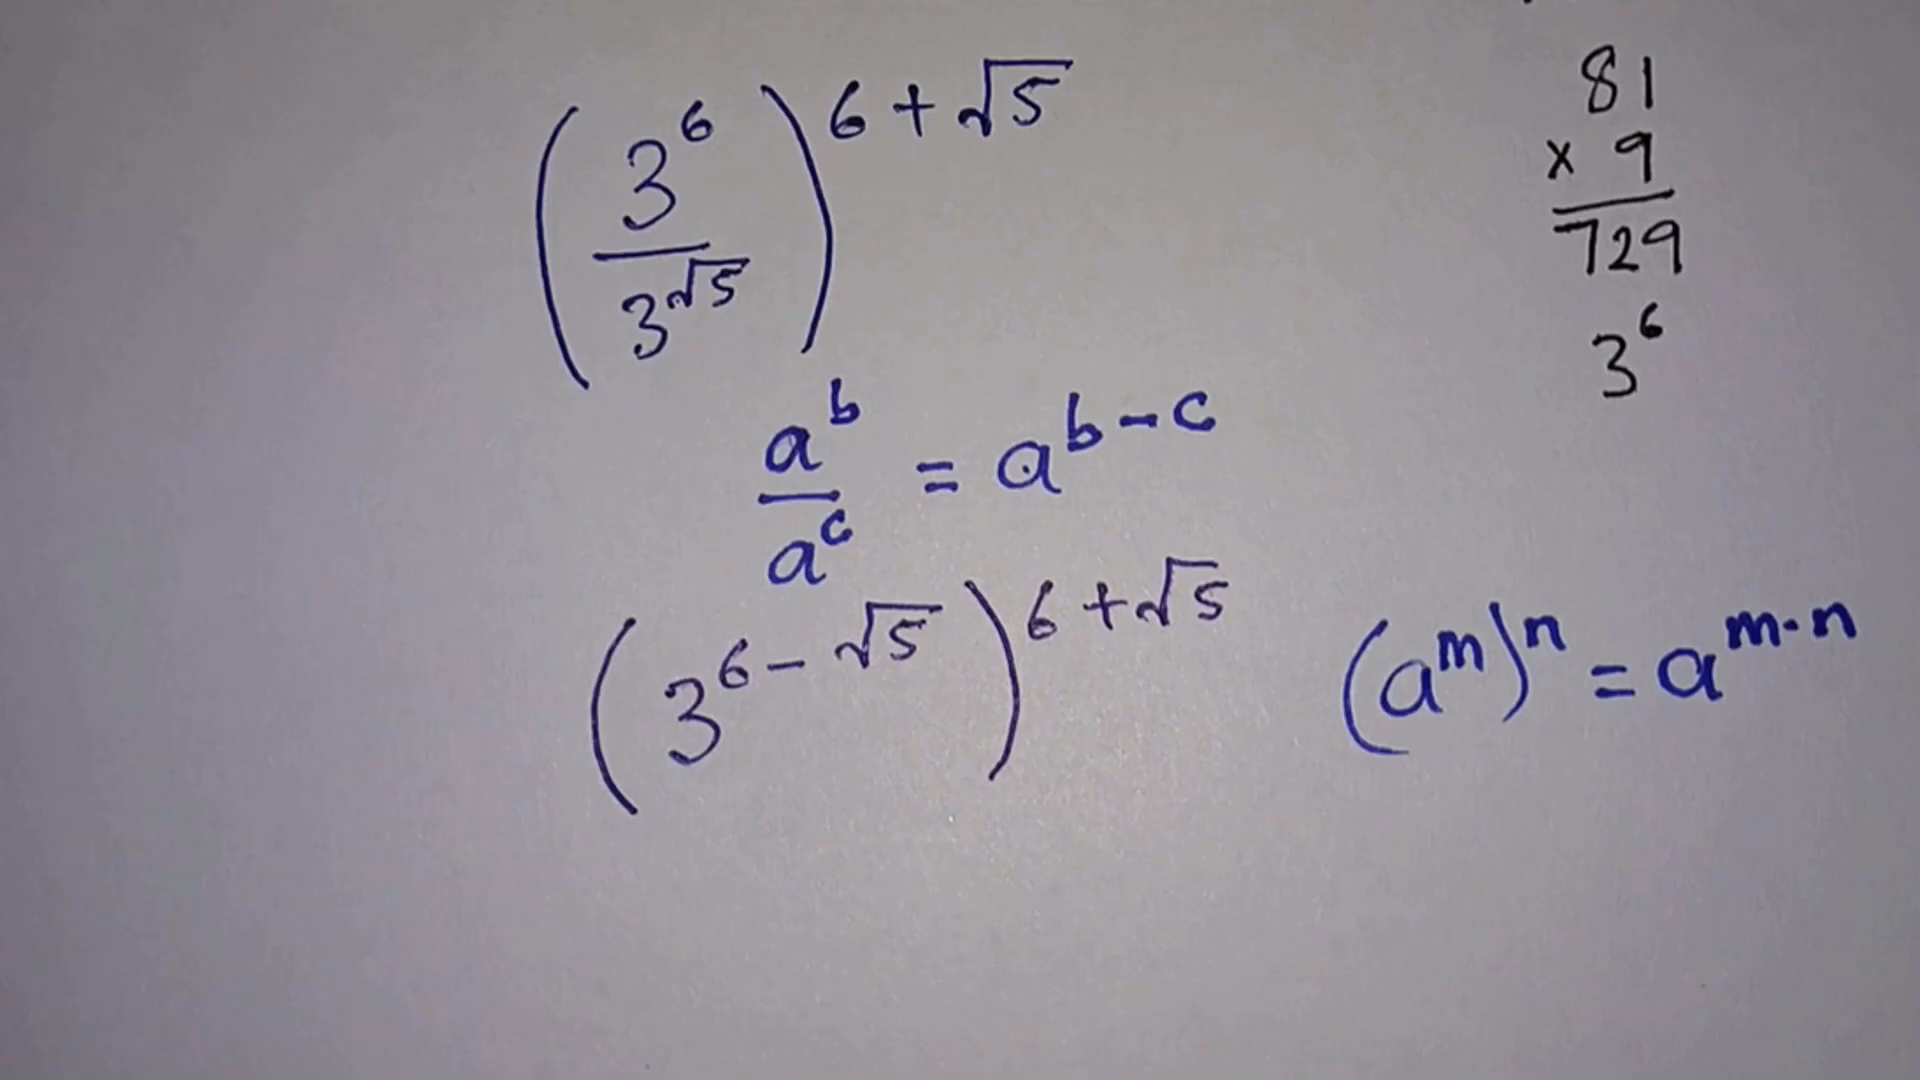 (3^6 / 3^√5)^6+√5
a^b / a^c = a^b-c
(3^6-√5)^6+√5
(a^m)^n = a^m·n
81
× 9
729
3^6